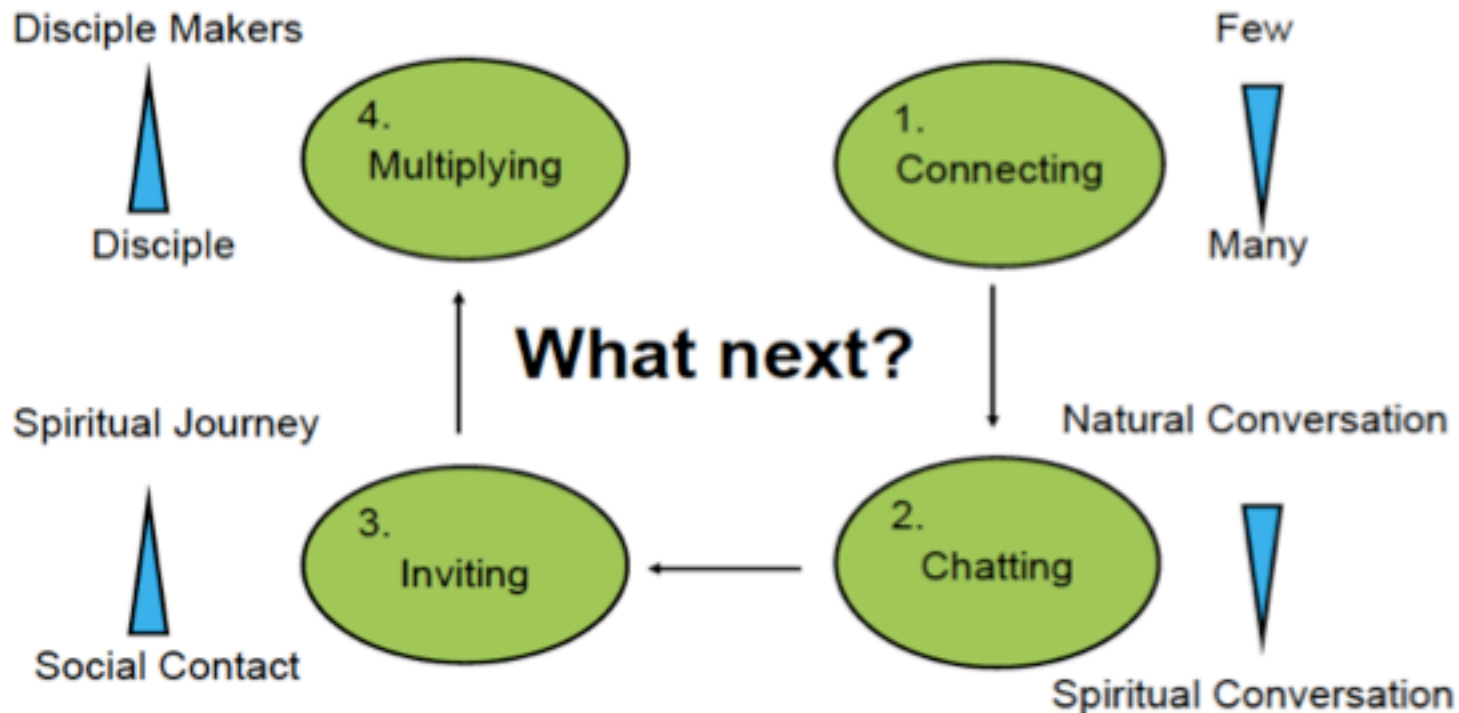 Disciple Makers
Few
4.
Multiplying
1.
Connecting
Disciple
Many
What next?
Spiritual Journey
Natural Conversation
3.
Inviting
2.
Chatting
Social Contact
Spiritual Conversation